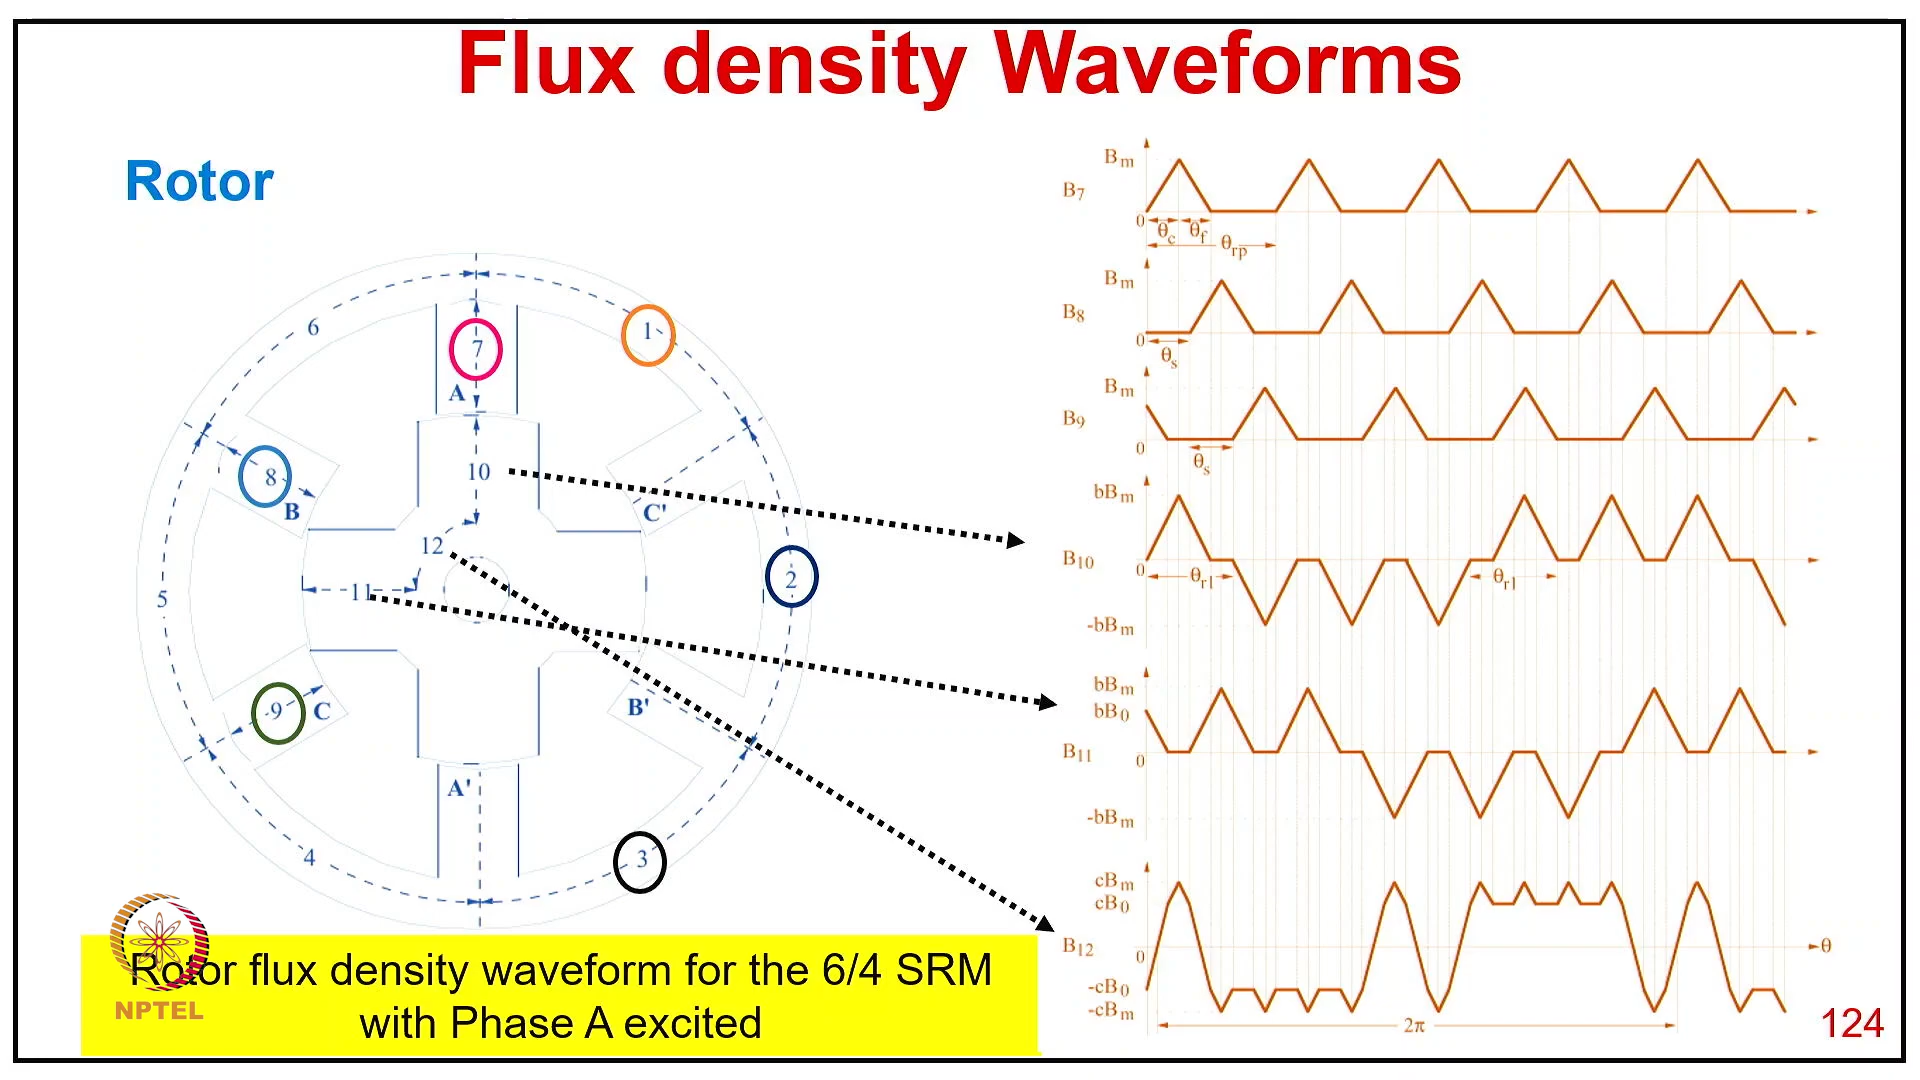 Flux density Waveforms
Rotor
6
1
7
A
8
B
10
C'
12
11
2
5
9
C
B'
A'
4
3
Bm
B7
0
θc θf
θrp
Bm
B8
0
θs
Bm
B9
0
θs
bBm
B10
0
θr1
θr1
-bBm
bBm
bB0
B11
0
-bBm
cBm
cB0
B12
0
θ
-cB0
-cBm
2π
Rotor flux density waveform for the 6/4 SRM
with Phase A excited
NPTEL
124